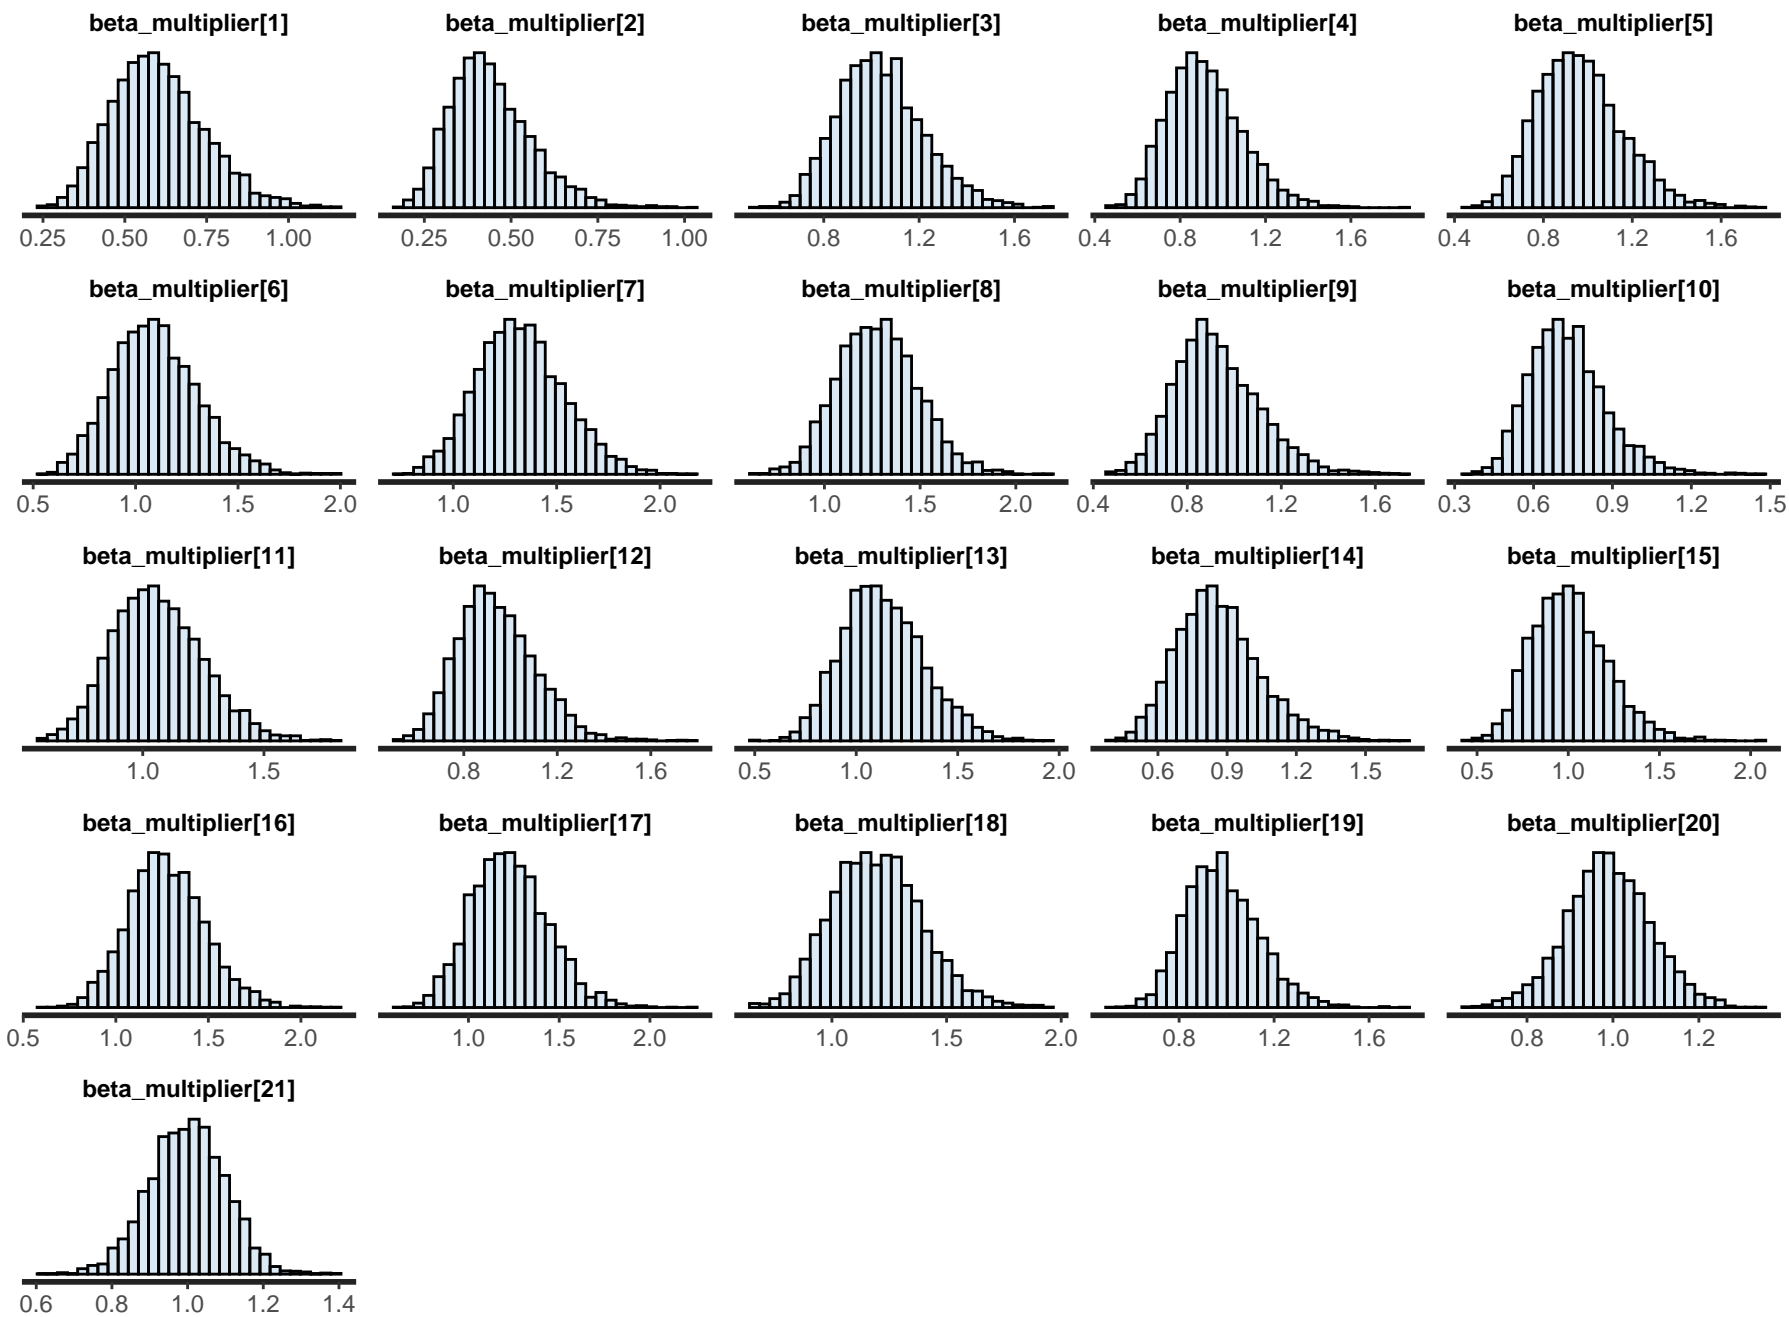 beta_multiplier[1] beta_multiplier[2] beta_multiplier[3] beta_multiplier[4] beta_multiplier[5]
0.25 0.50 0.75 1.00 0.25 0.50 0.75 1.00 0.8 1.2 1.6 0.4 0.8 1.2 1.6 0.4 0.8 1.2 1.6
beta_multiplier[6] beta_multiplier[7] beta_multiplier[8] beta_multiplier[9] beta_multiplier[10]
0.5 1.0 1.5 2.0 1.0 1.5 2.0 1.0 1.5 2.0 0.4 0.8 1.2 1.6 0.3 0.6 0.9 1.2 1.5
beta_multiplier[11] beta_multiplier[12] beta_multiplier[13] beta_multiplier[14] beta_multiplier[15]
1.0 1.5 0.8 1.2 1.6 0.5 1.0 1.5 2.0 0.6 0.9 1.2 1.5 0.5 1.0 1.5 2.0
beta_multiplier[16] beta_multiplier[17] beta_multiplier[18] beta_multiplier[19] beta_multiplier[20]
0.5 1.0 1.5 2.0 1.0 1.5 2.0 1.0 1.5 2.0 0.8 1.2 1.6 0.8 1.0 1.2
beta_multiplier[21]
0.6 0.8 1.0 1.2 1.4